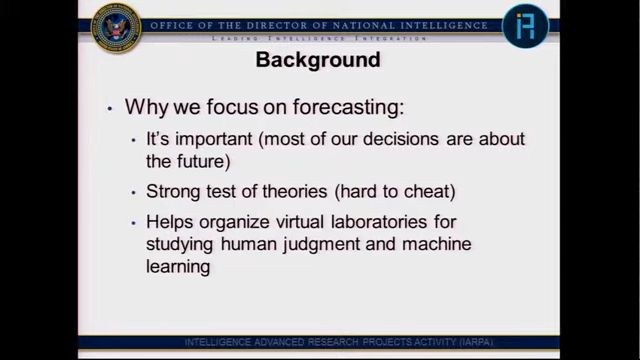 OFFICE OF THE DIRECTOR OF NATIONAL INTELLIGENCE
LEADING INTELLIGENCE INTEGRATION
Background
• Why we focus on forecasting:
• It's important (most of our decisions are about
the future)
• Strong test of theories (hard to cheat)
• Helps organize virtual laboratories for
studying human judgment and machine
learning
INTELLIGENCE ADVANCED RESEARCH PROJECTS ACTIVITY (IARPA)